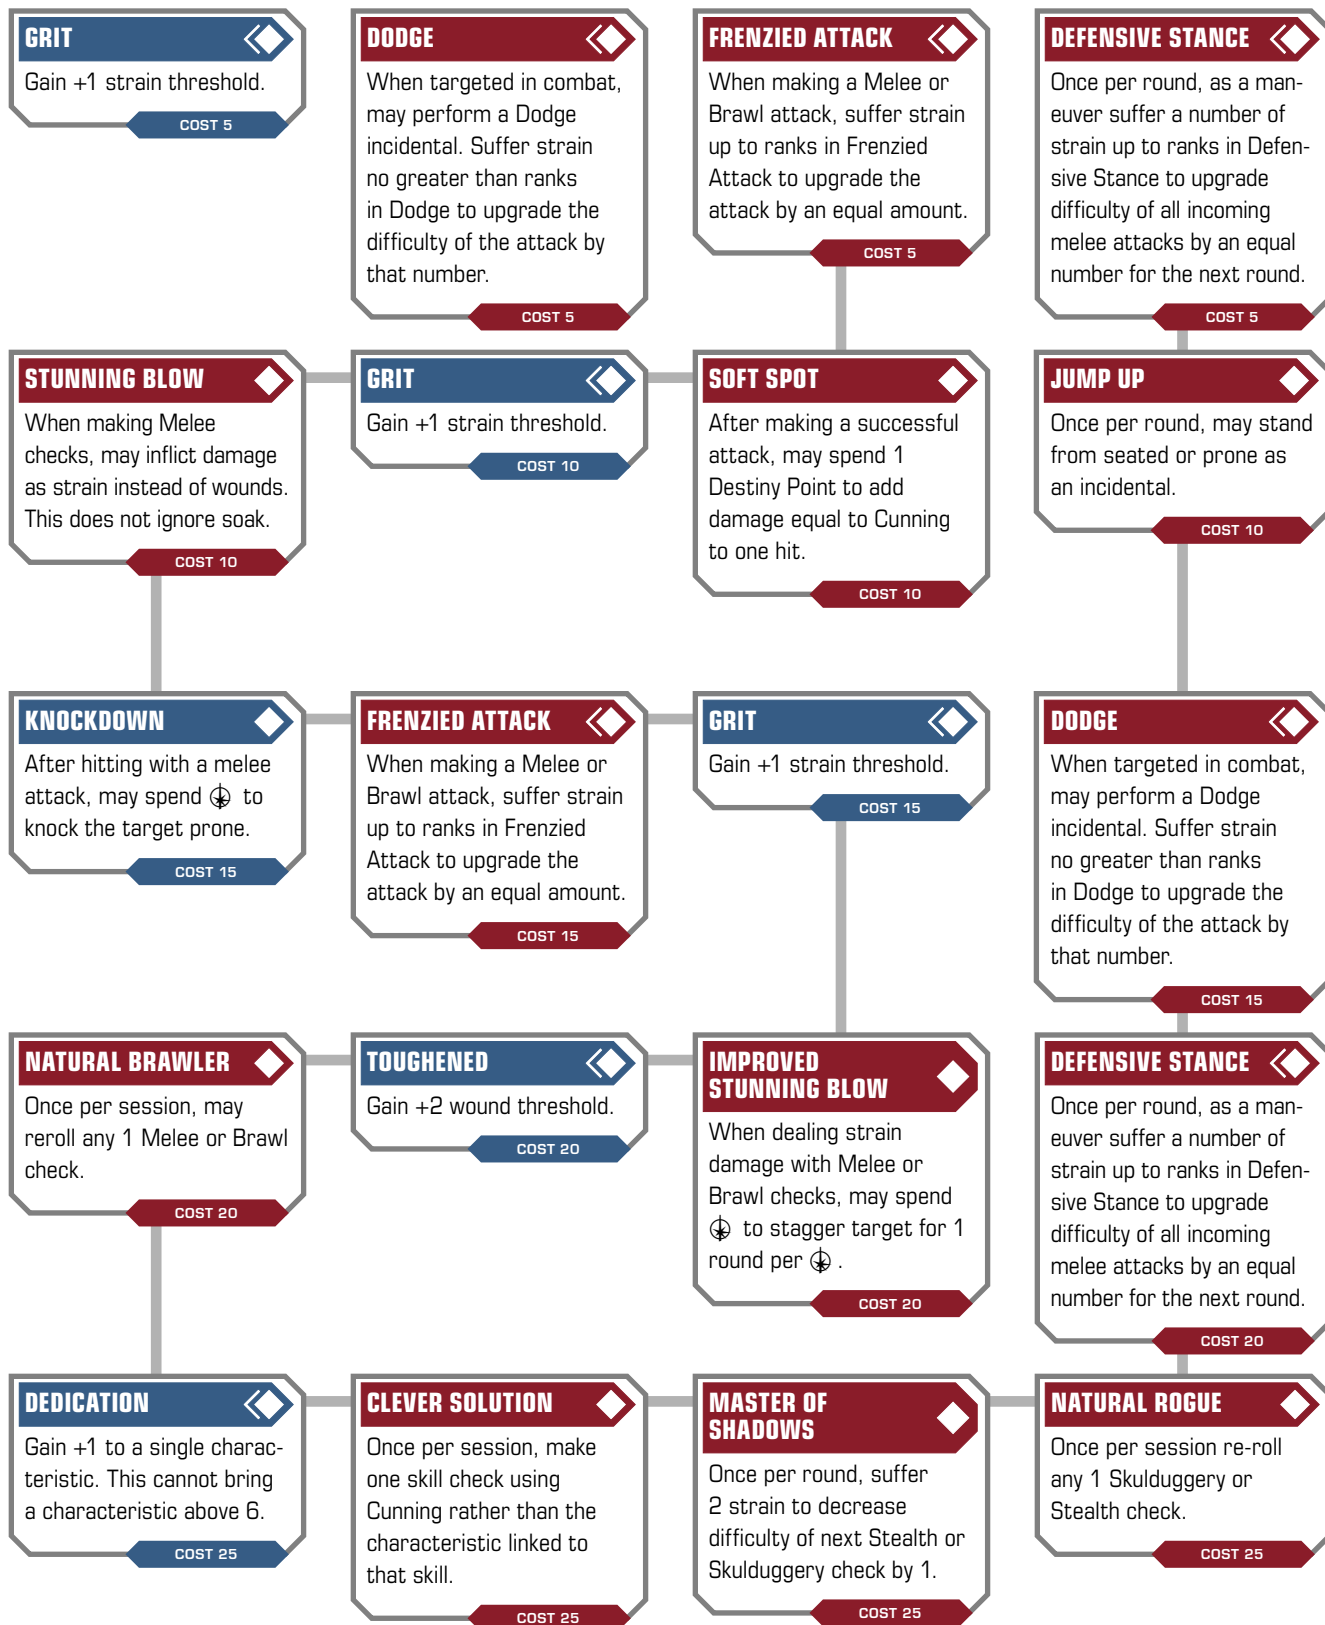 GRIT
Gain +1 strain threshold.
COST 5
DODGE
When targeted in combat,
may perform a Dodge
incidental. Suffer strain
no greater than ranks
in Dodge to upgrade the
difficulty of the attack by
that number.
COST 5
FRENZIED ATTACK
When making a Melee or
Brawl attack, suffer strain
up to ranks in Frenzied
Attack to upgrade the
attack by an equal amount.
COST 5
DEFENSIVE STANCE
Once per round, as a man-
euver suffer a number of
strain up to ranks in Defen-
sive Stance to upgrade
difficulty of all incoming
melee attacks by an equal
number for the next round.
COST 5
STUNNING BLOW
When making Melee
checks, may inflict damage
as strain instead of wounds.
This does not ignore soak.
COST 10
GRIT
Gain +1 strain threshold.
COST 10
SOFT SPOT
After making a successful
attack, may spend 1
Destiny Point to add
damage equal to Cunning
to one hit.
COST 10
JUMP UP
Once per round, may stand
from seated or prone as
an incidental.
COST 10
KNOCKDOWN
After hitting with a melee
attack, may spend to
knock the target prone.
COST 15
FRENZIED ATTACK
When making a Melee or
Brawl attack, suffer strain
up to ranks in Frenzied
Attack to upgrade the
attack by an equal amount.
COST 15
GRIT
Gain +1 strain threshold.
COST 15
DODGE
When targeted in combat,
may perform a Dodge
incidental. Suffer strain
no greater than ranks
in Dodge to upgrade the
difficulty of the attack by
that number.
COST 15
NATURAL BRAWLER
Once per session, may
reroll any 1 Melee or Brawl
check.
COST 20
TOUGHENED
Gain +2 wound threshold.
COST 20
IMPROVED
STUNNING BLOW
When dealing strain
damage with Melee or
Brawl checks, may spend
to stagger target for 1
round per .
COST 20
DEFENSIVE STANCE
Once per round, as a man-
euver suffer a number of
strain up to ranks in Defen-
sive Stance to upgrade
difficulty of all incoming
melee attacks by an equal
number for the next round.
COST 20
DEDICATION
Gain +1 to a single charac-
teristic. This cannot bring
a characteristic above 6.
COST 25
CLEVER SOLUTION
Once per session, make
one skill check using
Cunning rather than the
characteristic linked to
that skill.
COST 25
MASTER OF
SHADOWS
Once per round, suffer
2 strain to decrease
difficulty of next Stealth or
Skulduggery check by 1.
COST 25
NATURAL ROGUE
Once per session re-roll
any 1 Skulduggery or
Stealth check.
COST 25